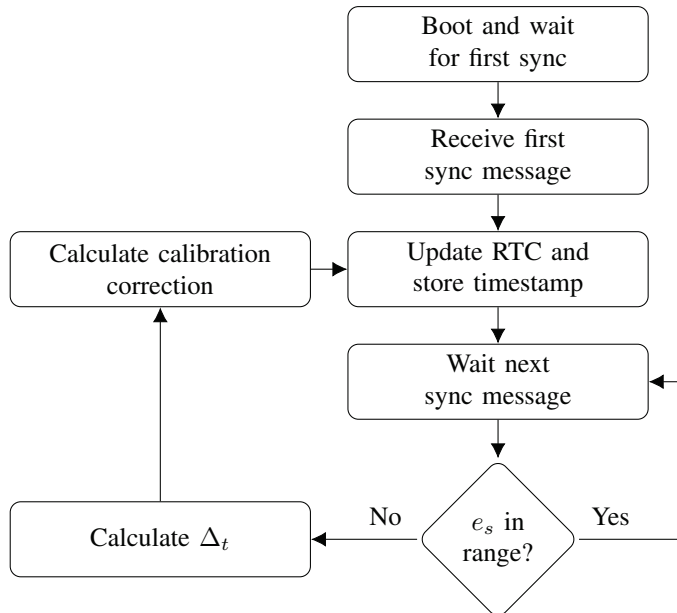 Boot and wait
for first sync
Receive first
sync message
Calculate calibration
correction
Update RTC and
store timestamp
Wait next
sync message
No
e_s in
range?
Yes
Calculate Δ_t